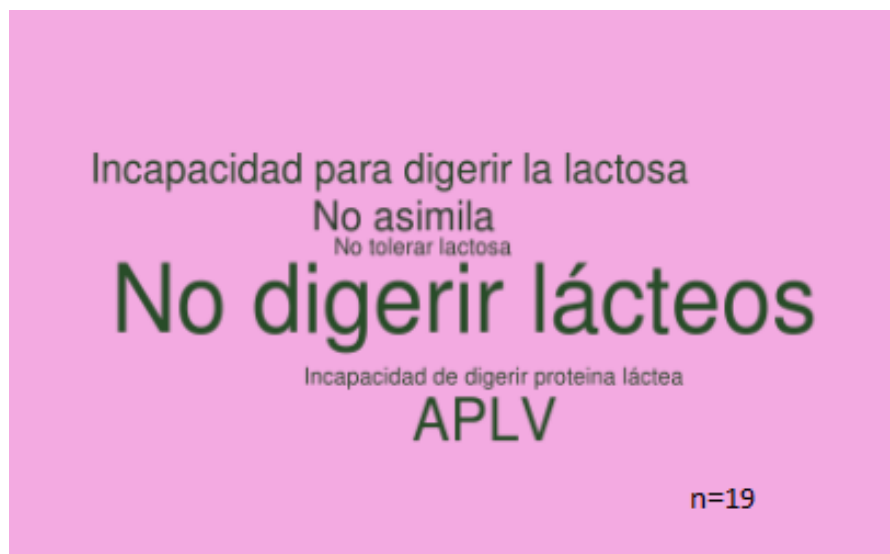 Incapacidad para digerir la lactosa
No asimila
No tolerar lactosa
No digerir lácteos
Incapacidad de digerir proteina láctea
APLV
n=19